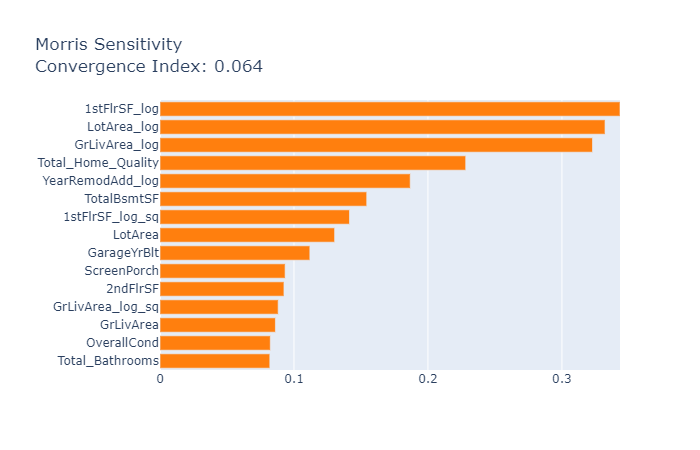 Morris Sensitivity
Convergence Index: 0.064
1stFlrSF_log
LotArea_log
GrLivArea_log
Total_Home_Quality
YearRemodAdd_log
TotalBsmtSF
1stFlrSF_log_sq
LotArea
GarageYrBlt
ScreenPorch
2ndFlrSF
GrLivArea_log_sq
GrLivArea
OverallCond
Total_Bathrooms
0 0.1 0.2 0.3